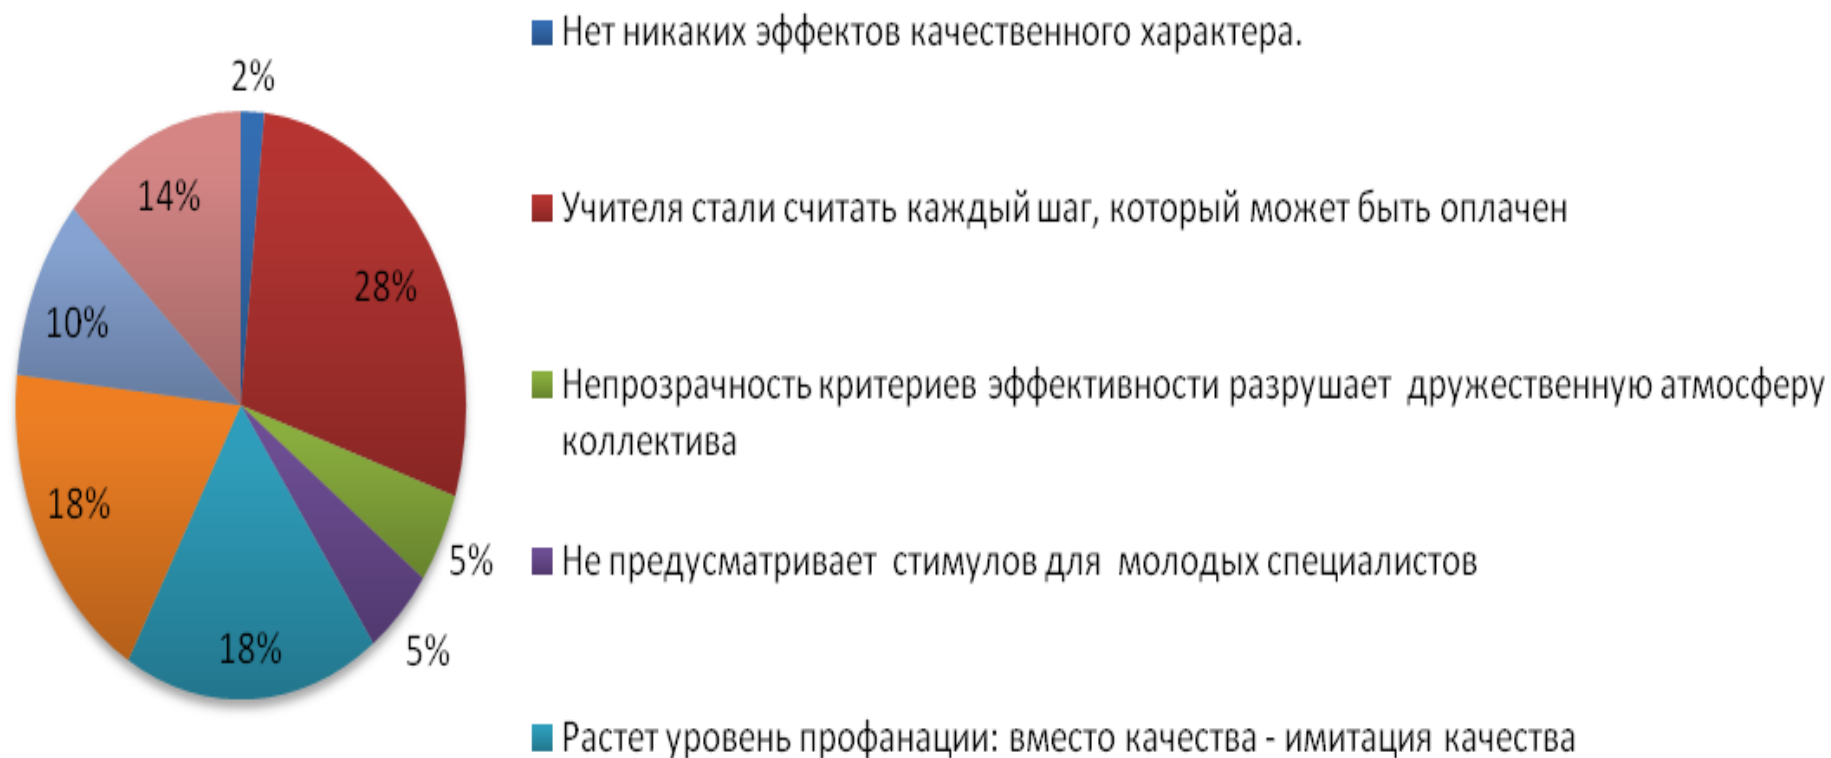 2%
14%
28%
10%
18%
5%
18%
5%
Нет никаких эффектов качественного характера.
Учителя стали считать каждый шаг, который может быть оплачен
Непрозрачность критериев эффективности разрушает дружественную атмосферу
коллектива
Не предусматривает стимулов для молодых специалистов
Растет уровень профанации: вместо качества - имитация качества